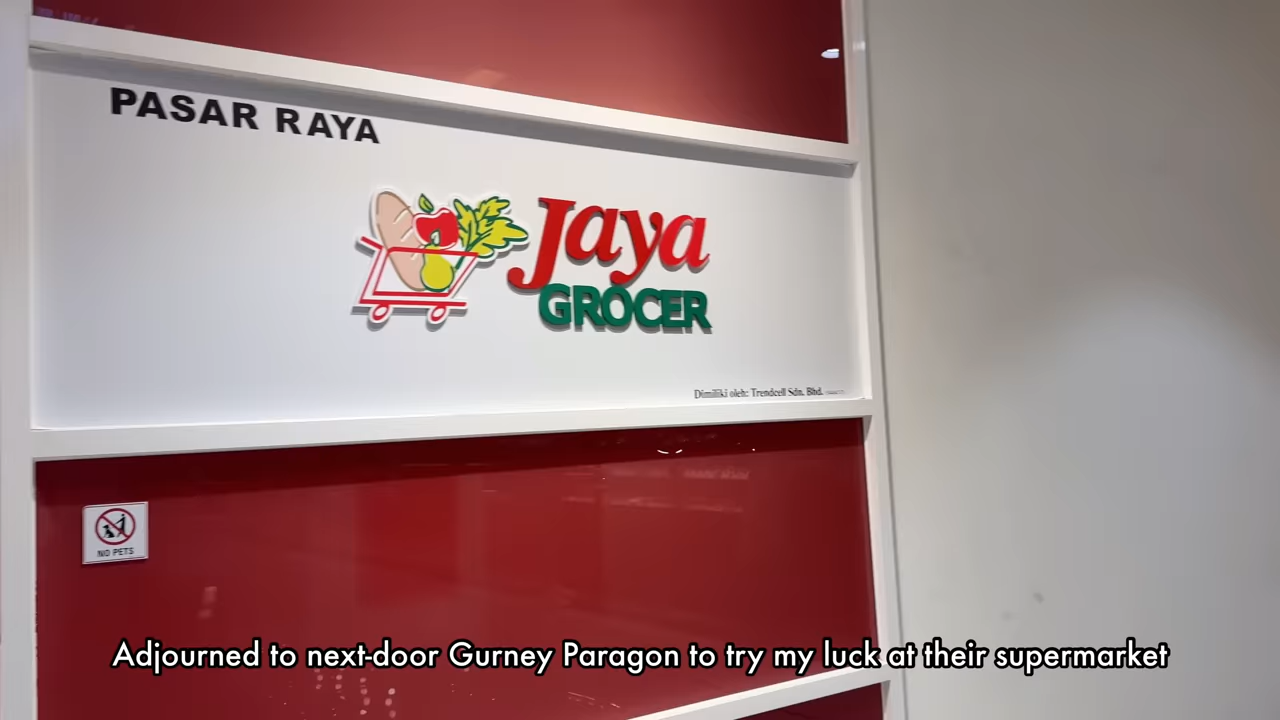 PASAR RAYA
Jaya
GROCER
Dimiliki oleh: Trendcell Sdn. Bhd.
NO PETS
Adjourned to next-door Gurney Paragon to try my luck at their supermarket